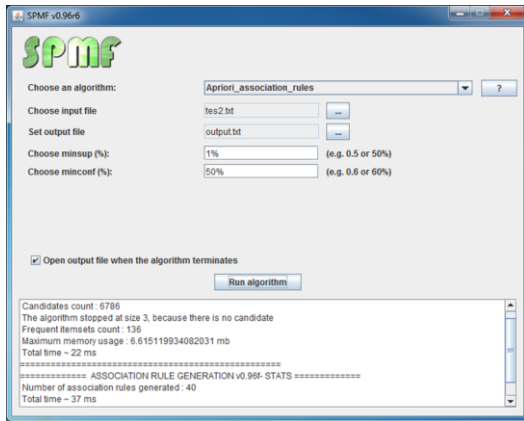 SPMF v0.96r6
SPMF
Choose an algorithm: Apriori_association_rules ?
Choose input file tes2.txt ...
Set output file output.txt ...
Choose minsup (%): 1% (e.g. 0.5 or 50%)
Choose minconf (%): 50% (e.g. 0.6 or 60%)
Open output file when the algorithm terminates
Run algorithm
Candidates count : 6786
The algorithm stopped at size 3, because there is no candidate
Frequent itemsets count : 136
Maximum memory usage : 6.615119934082031 mb
Total time ~ 22 ms
===================================================
============= ASSOCIATION RULE GENERATION v0.96f- STATS =============
Number of association rules generated : 40
Total time ~ 37 ms